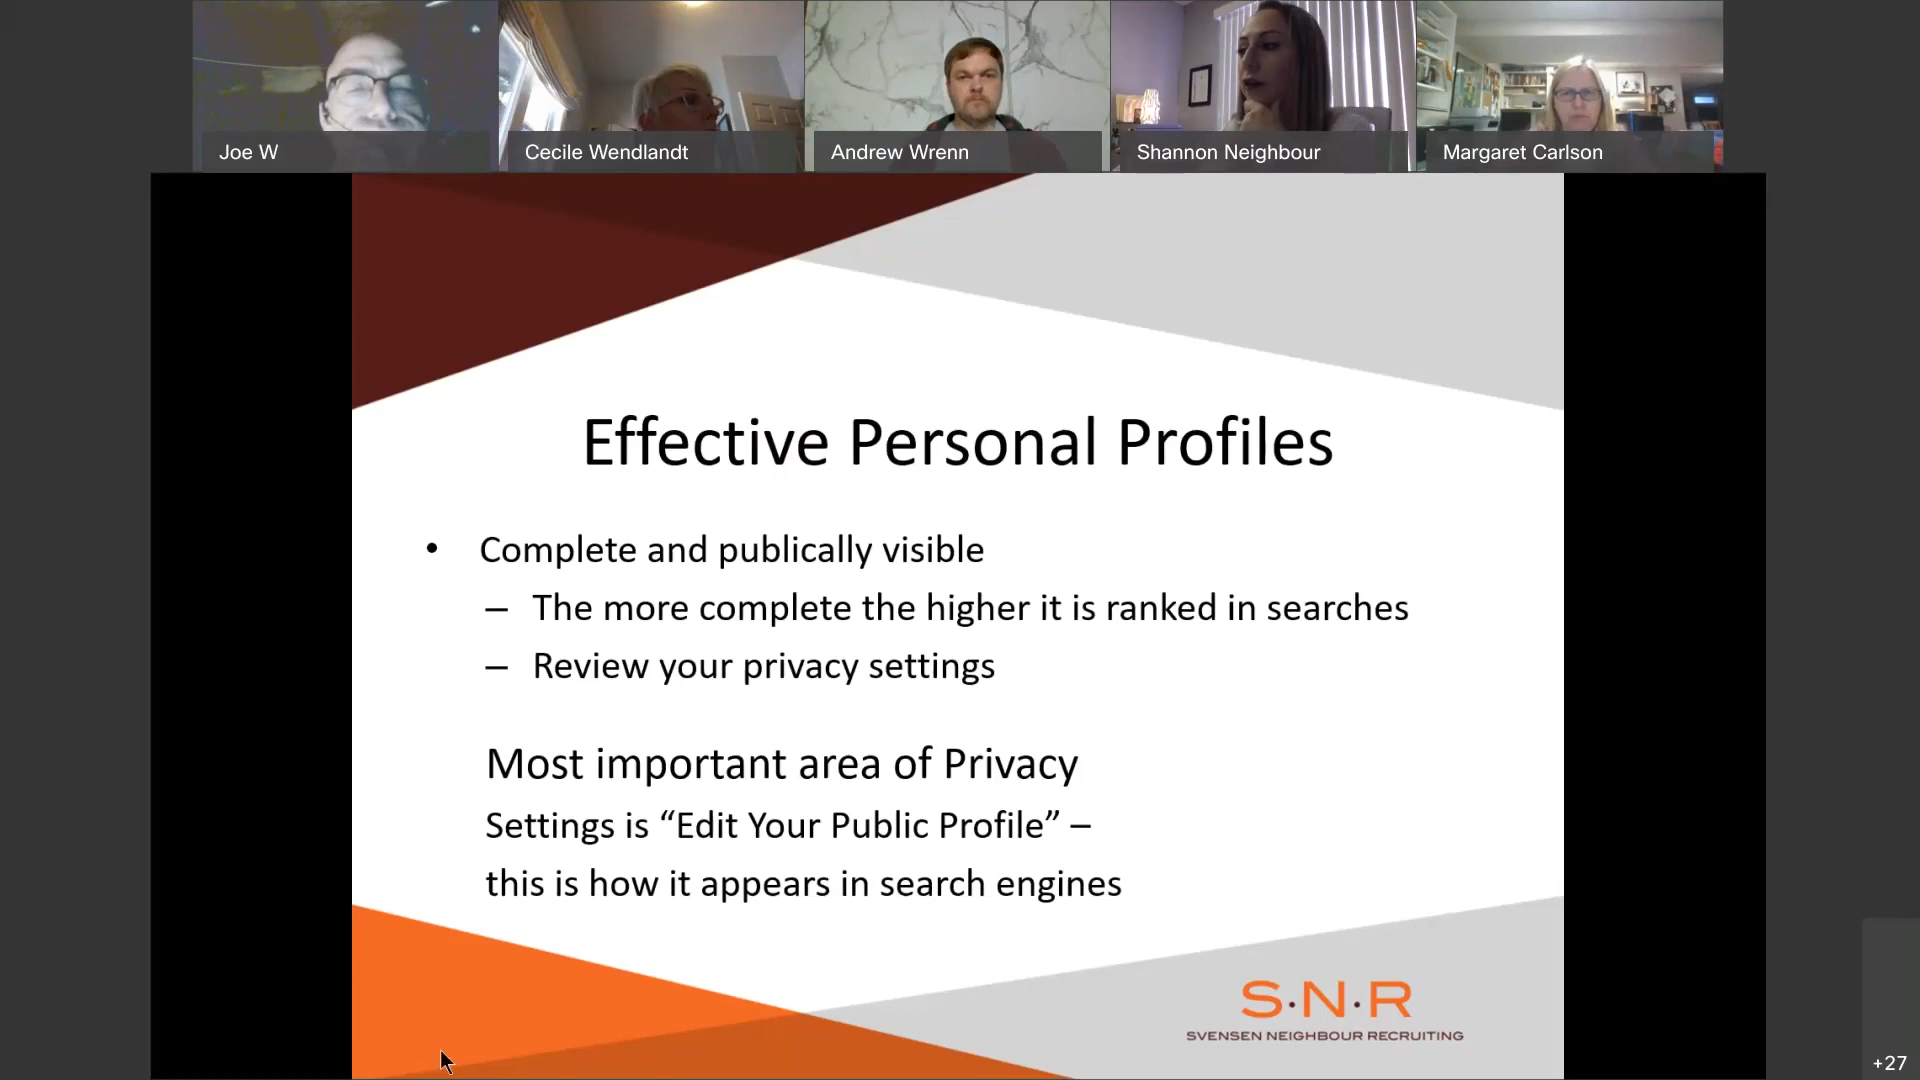 Joe W
Cecile Wendlandt
Andrew Wrenn
Shannon Neighbour
Margaret Carlson
Effective Personal Profiles
• Complete and publically visible
– The more complete the higher it is ranked in searches
– Review your privacy settings
Most important area of Privacy
Settings is “Edit Your Public Profile” –
this is how it appears in search engines
S·N·R
SVENSEN NEIGHBOUR RECRUITING
+27